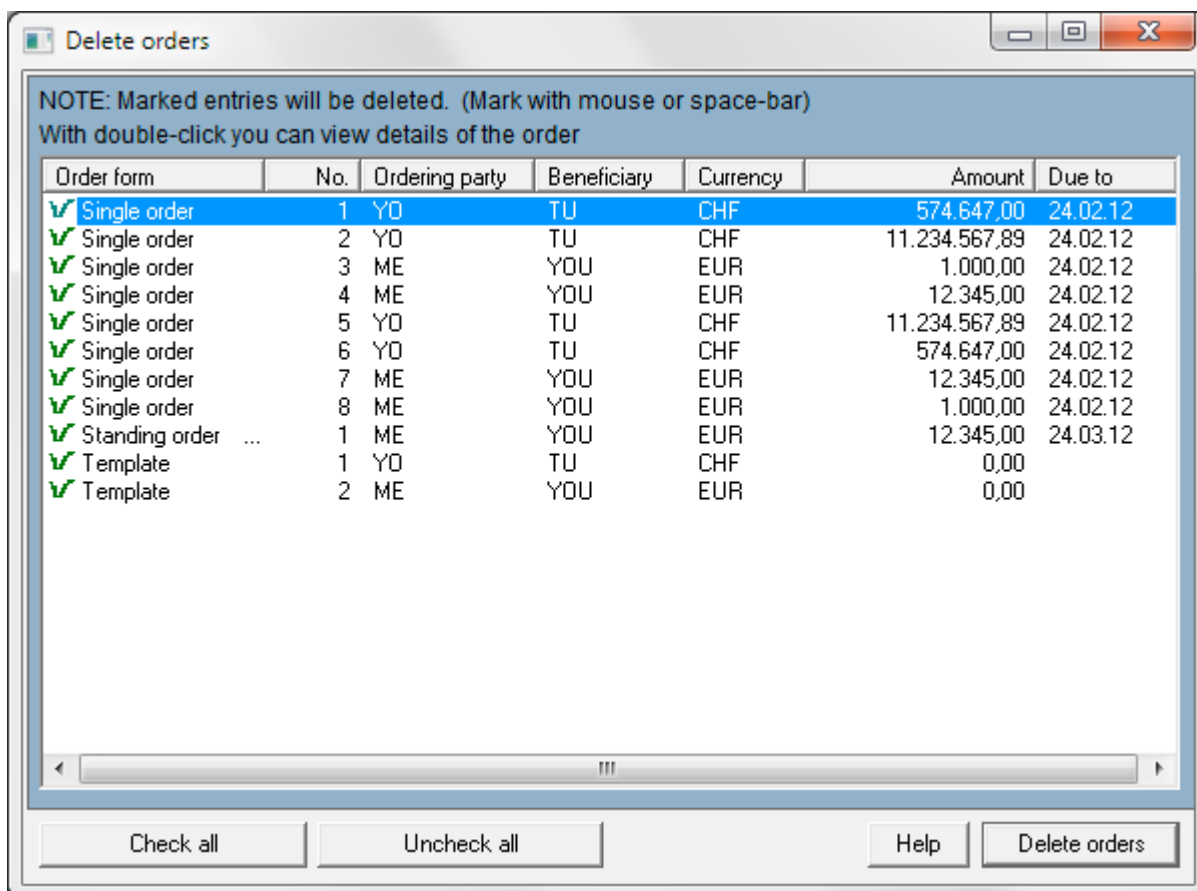 Delete orders
NOTE: Marked entries will be deleted. (Mark with mouse or space-bar)
With double-click you can view details of the order
Order form No. Ordering party Beneficiary Currency Amount Due to
Single order 1 YO TU CHF 574.647,00 24.02.12
Single order 2 YO TU CHF 11.234.567,89 24.02.12
Single order 3 ME YOU EUR 1.000,00 24.02.12
Single order 4 ME YOU EUR 12.345,00 24.02.12
Single order 5 YO TU CHF 11.234.567,89 24.02.12
Single order 6 YO TU CHF 574.647,00 24.02.12
Single order 7 ME YOU EUR 12.345,00 24.02.12
Single order 8 ME YOU EUR 1.000,00 24.02.12
Standing order ... 1 ME YOU EUR 12.345,00 24.03.12
Template 1 YO TU CHF 0,00
Template 2 ME YOU EUR 0,00
Check all Uncheck all Help Delete orders